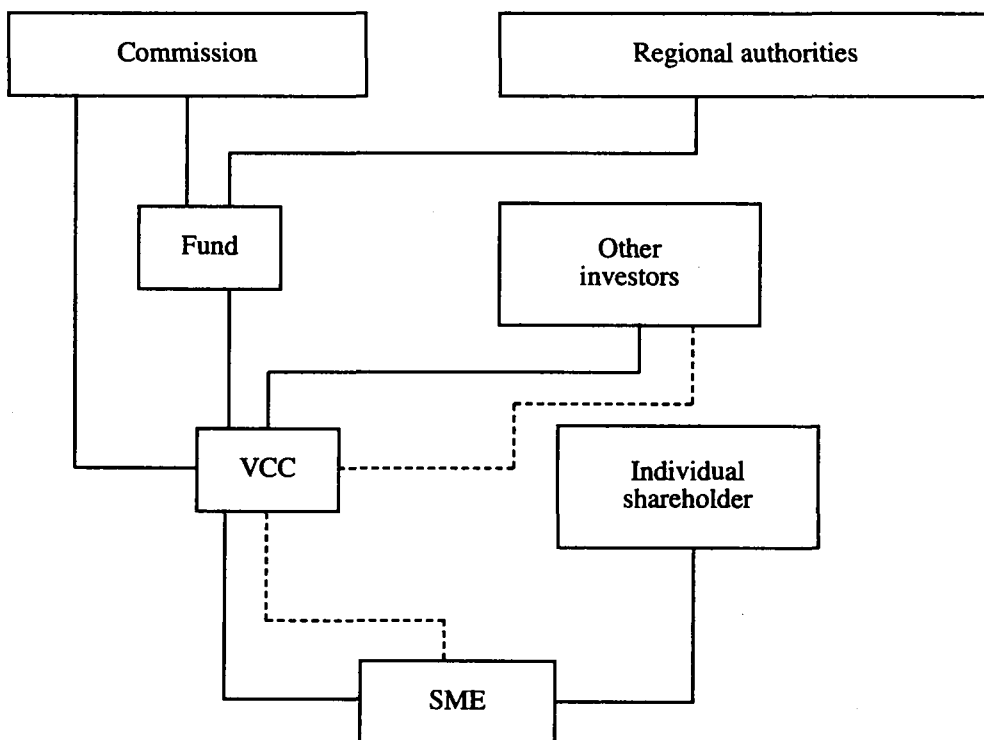 Commission
Regional authorities
Fund
Other
investors
VCC
Individual
shareholder
SME